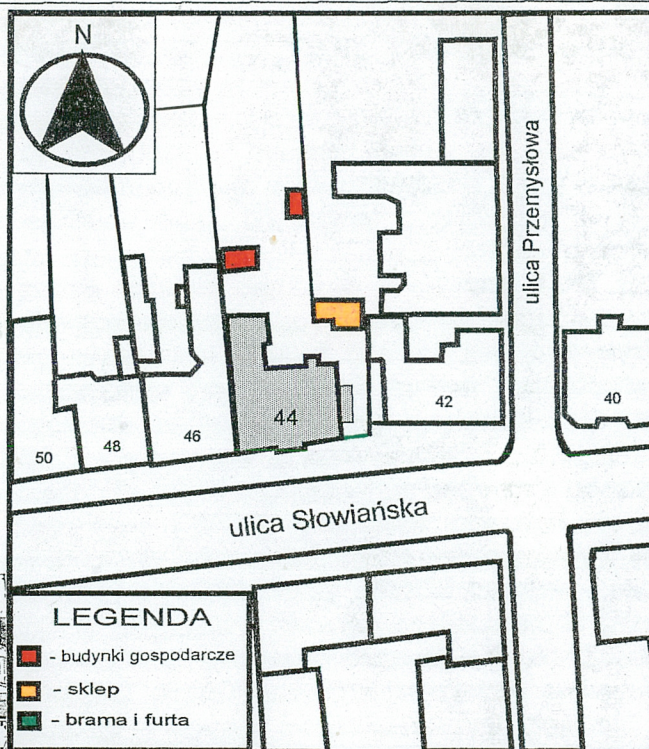 N
ulica Przemysłowa
50
48
46
44
42
40
ulica Słowiańska
LEGENDA
- budynki gospodarcze
- sklep
- brama i furta